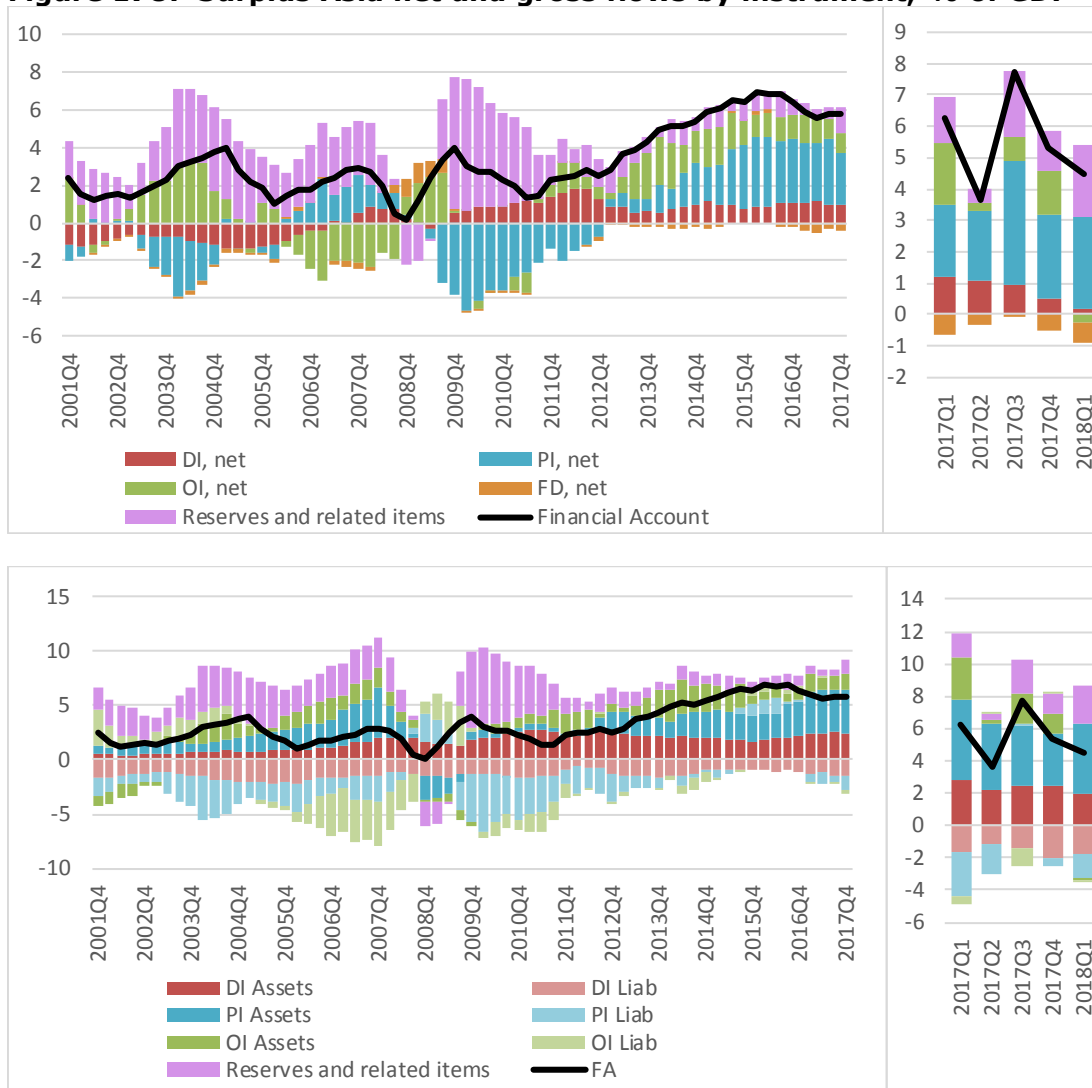 10
8
6
4
2
0
-2
-4
-6
2001Q4
2002Q4
2003Q4
2004Q4
2005Q4
2006Q4
2007Q4
2008Q4
2009Q4
2010Q4
2011Q4
2012Q4
2013Q4
2014Q4
2015Q4
2016Q4
2017Q4
DI, net
PI, net
OI, net
FD, net
Reserves and related items
Financial Account
9
8
7
6
5
4
3
2
1
0
-1
-2
2017Q1
2017Q2
2017Q3
2017Q4
2018Q1
15
10
5
0
-5
-10
2001Q4
2002Q4
2003Q4
2004Q4
2005Q4
2006Q4
2007Q4
2008Q4
2009Q4
2010Q4
2011Q4
2012Q4
2013Q4
2014Q4
2015Q4
2016Q4
2017Q4
DI Assets
DI Liab
PI Assets
PI Liab
OI Assets
OI Liab
Reserves and related items
FA
14
12
10
8
6
4
2
0
-2
-4
-6
2017Q1
2017Q2
2017Q3
2017Q4
2018Q1